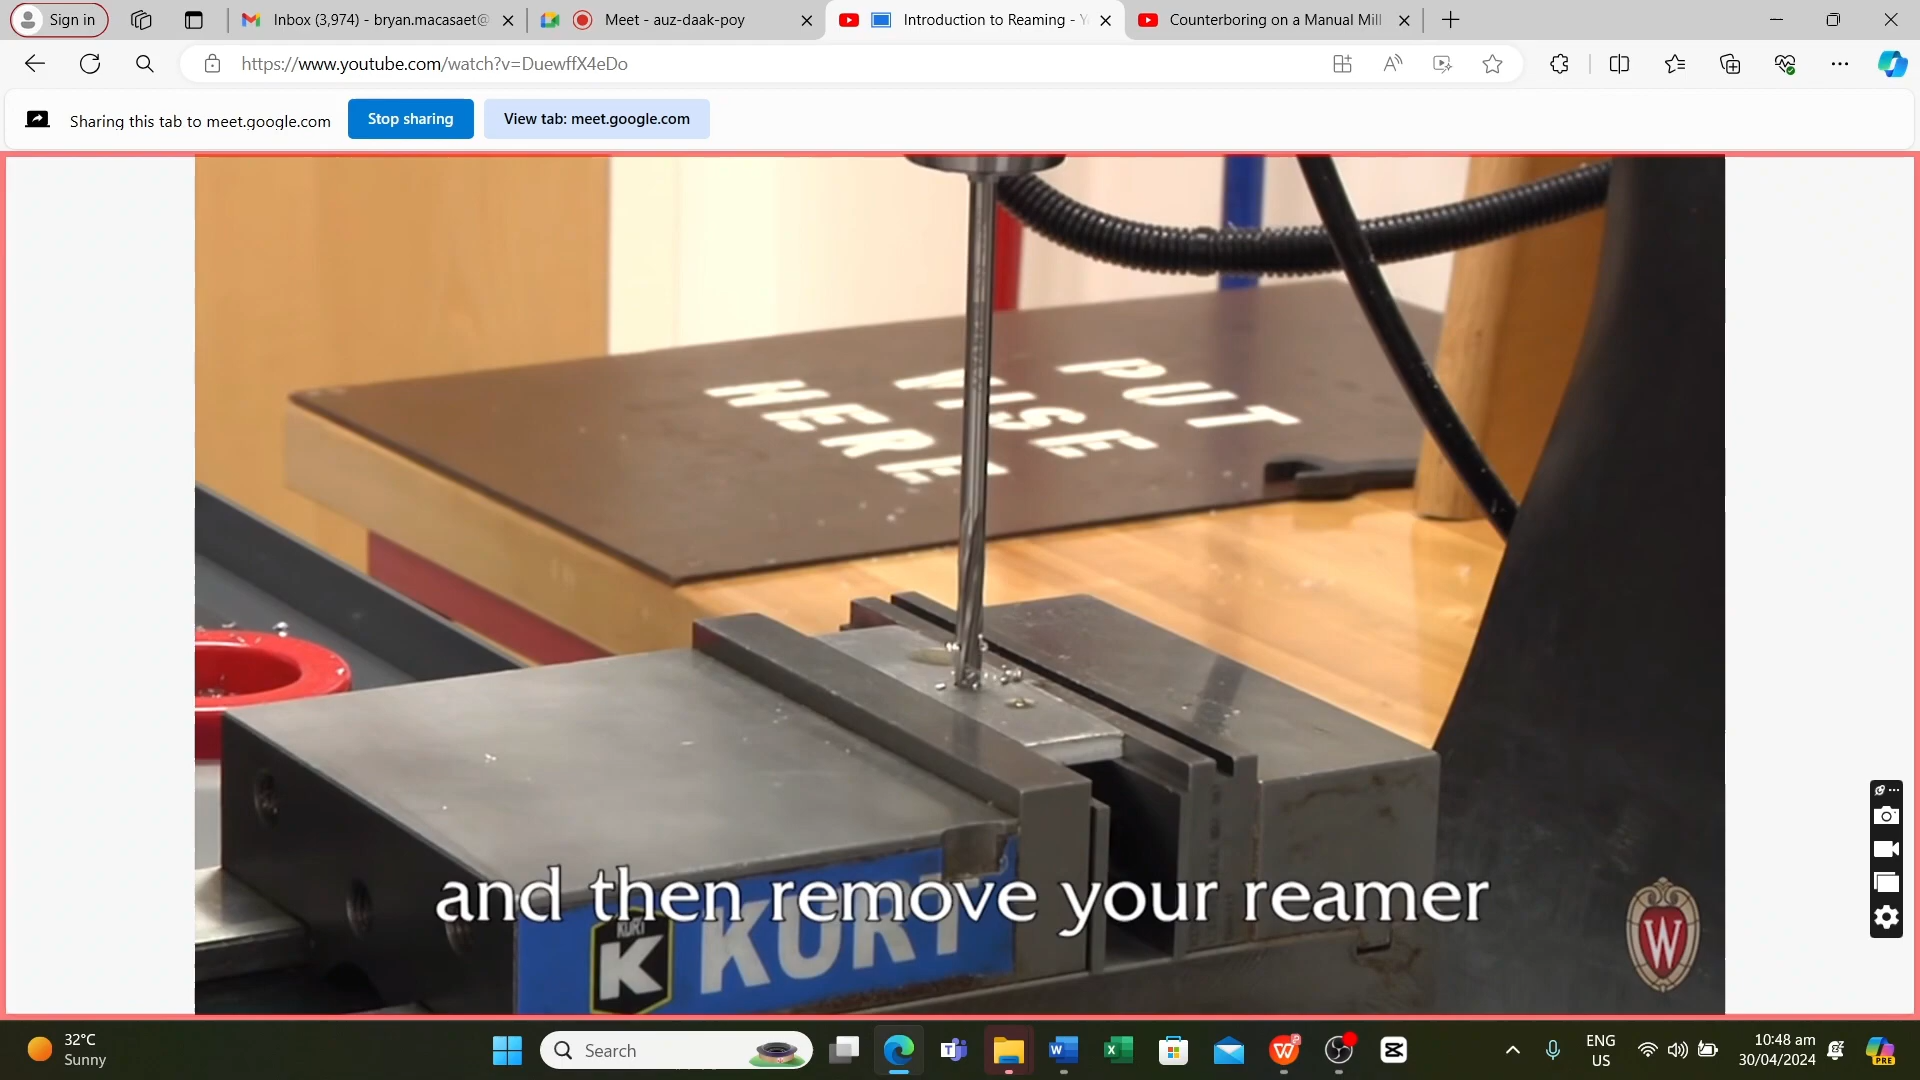 Sign in
Inbox (3,974) - bryan.macasaet@
Meet - auz-daak-poy
Introduction to Reaming - Y
Counterboring on a Manual Mill
https://www.youtube.com/watch?v=DuewffX4eDo
Sharing this tab to meet.google.com
Stop sharing
View tab: meet.google.com
PUT
VISE
HERE
and then remove your reamer
KURT
K
KURT
W
32°C
Sunny
Search
ENG
US
10:48 am
30/04/2024
PRE